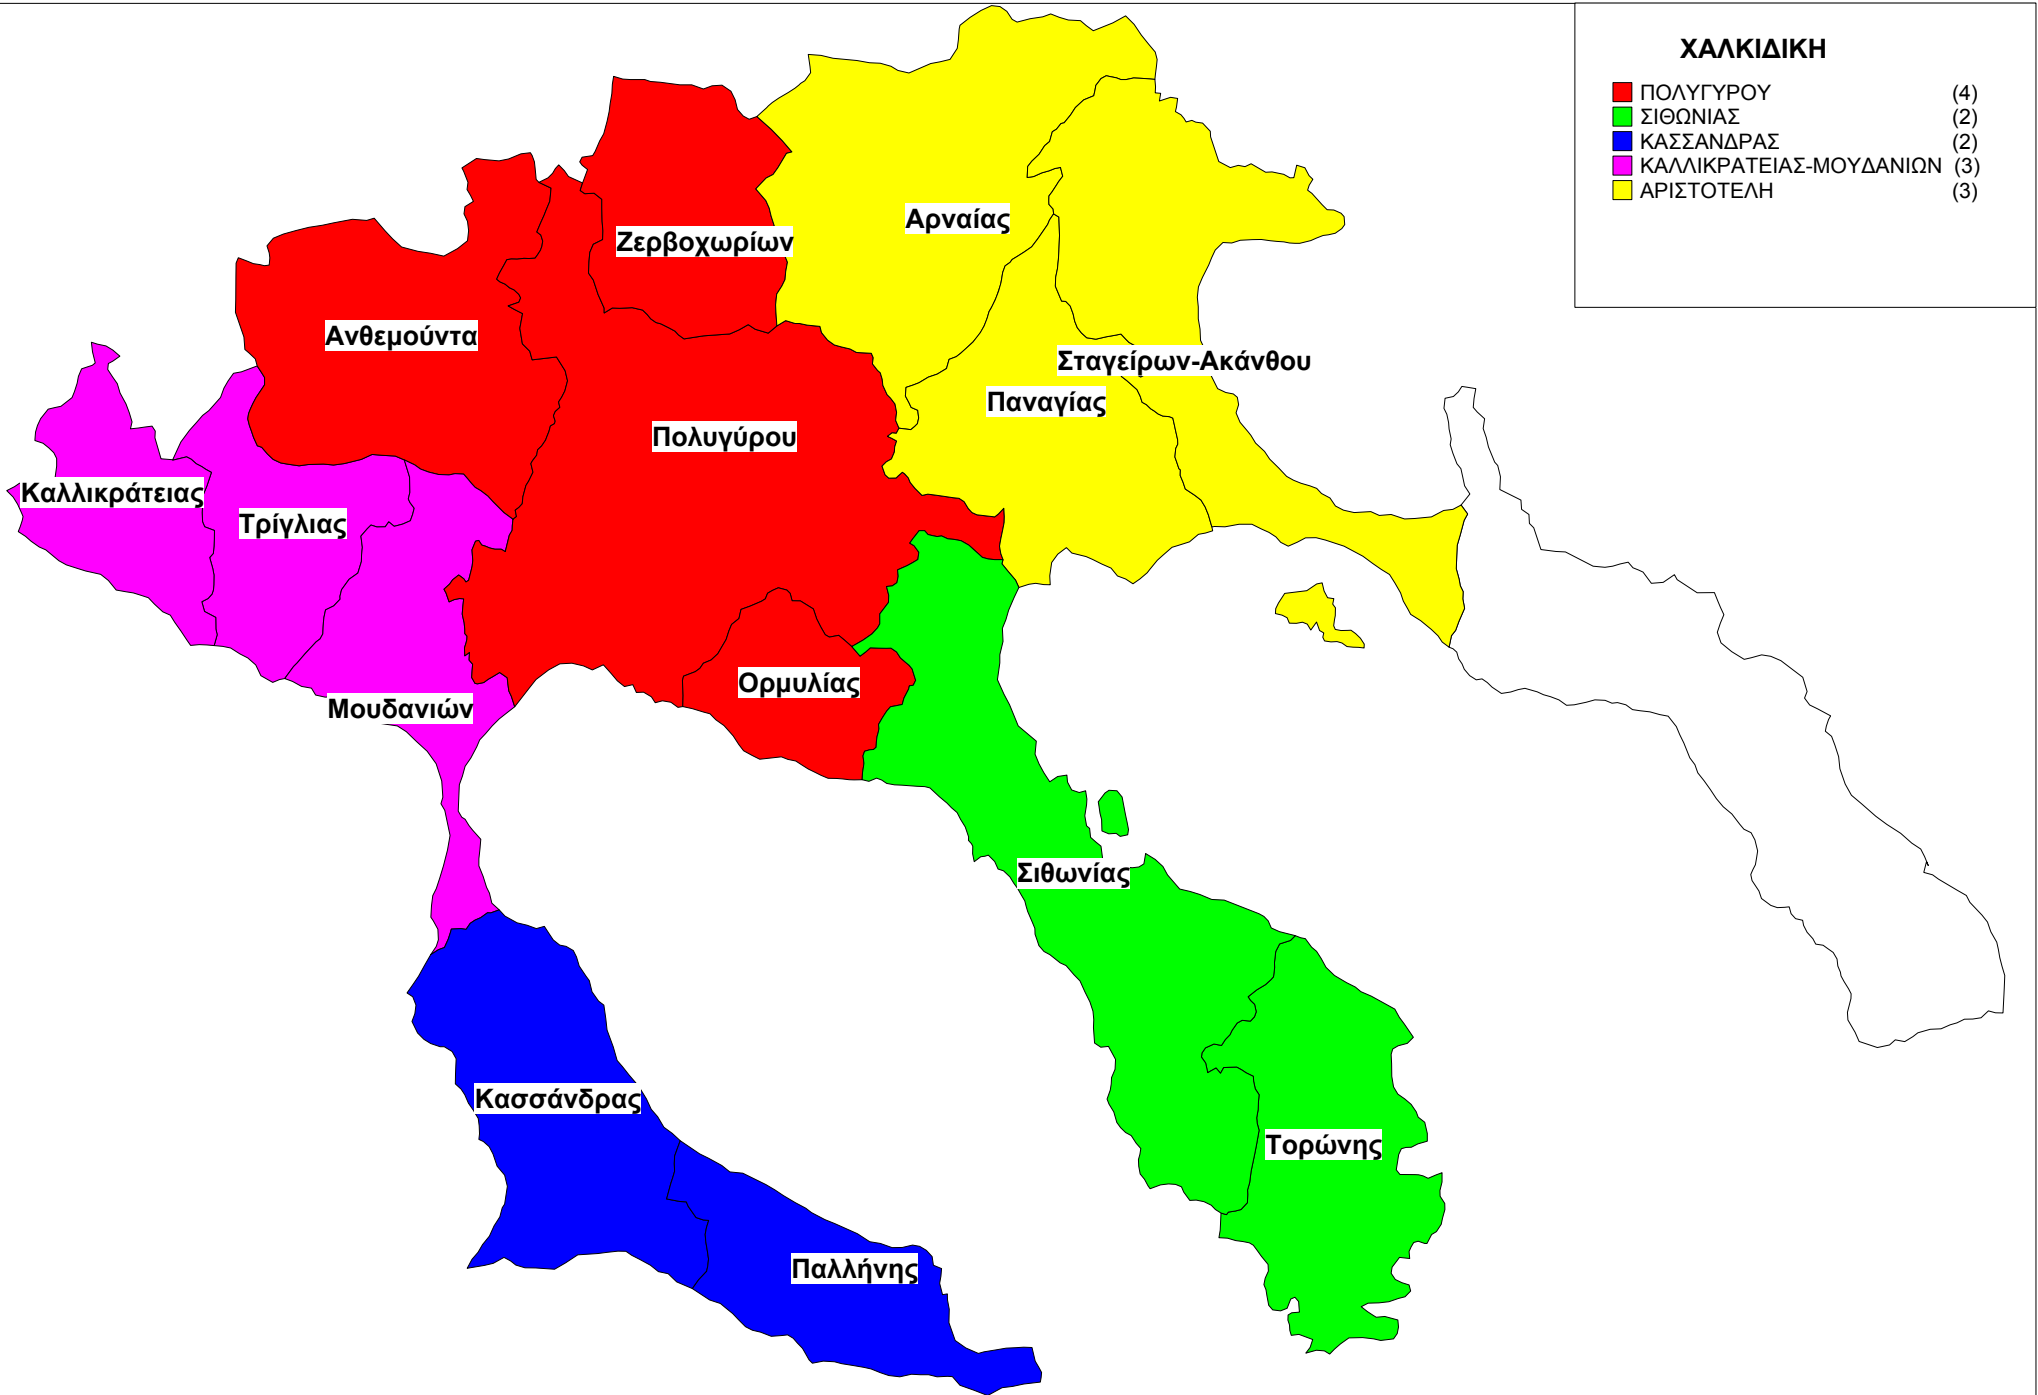 ΧΑΛΚΙΔΙΚΗ
ΠΟΛΥΓΥΡΟΥ (4)
ΣΙΘΩΝΙΑΣ (2)
ΚΑΣΣΑΝΔΡΑΣ (2)
ΚΑΛΛΙΚΡΑΤΕΙΑΣ-ΜΟΥΔΑΝΙΩΝ (3)
ΑΡΙΣΤΟΤΕΛΗ (3)
Αρναίας
Ζερβοχωρίων
Ανθεμούντα
Σταγείρων-Ακάνθου
Παναγίας
Πολυγύρου
Καλλικράτειας
Τρίγλιας
Ορμυλίας
Μουδανιών
Σιθωνίας
Κασσάνδρας
Τορώνης
Παλλήνης